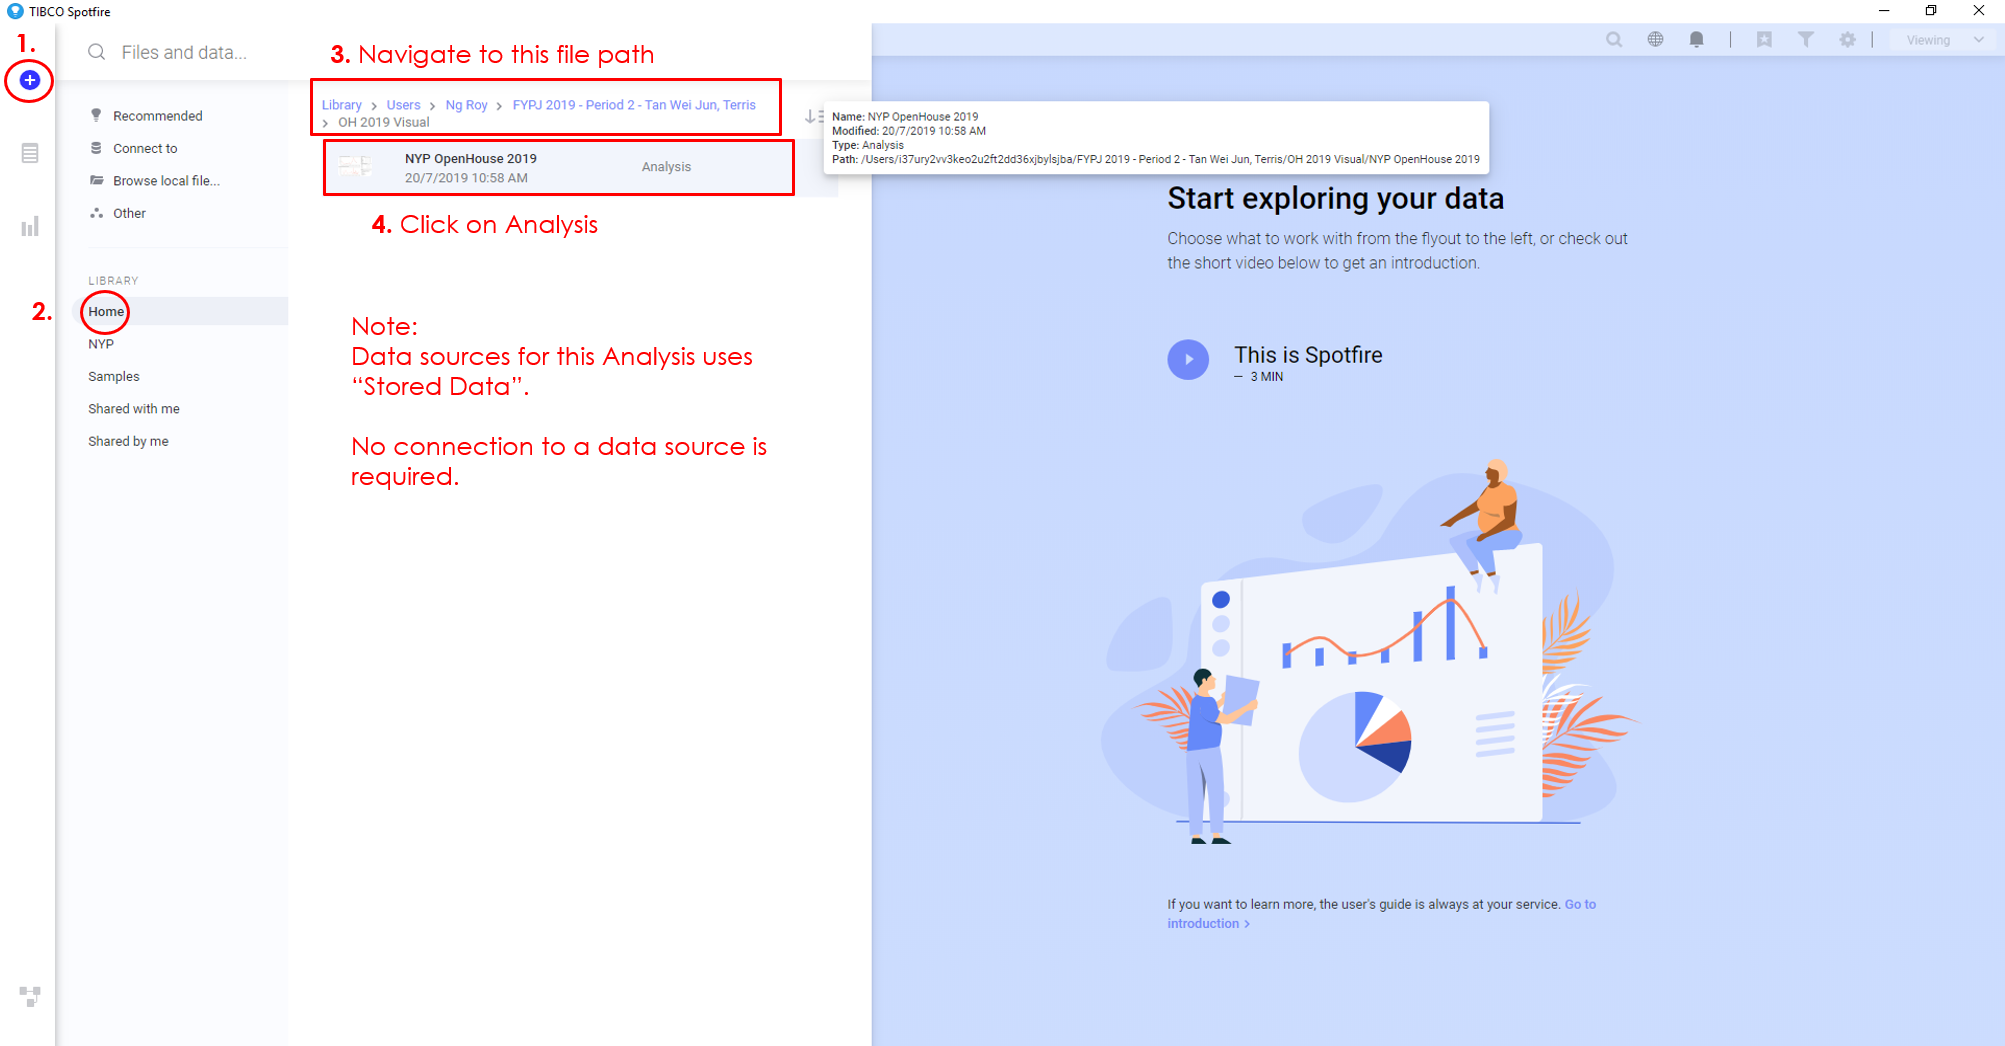 TIBCO Spotfire
1.
Files and data...
3. Navigate to this file path
Viewing
Recommended
Connect to
Browse local file...
Other
LIBRARY
2.
Home
NYP
Samples
Shared with me
Shared by me
Library > Users > Ng Roy > FYPJ 2019 - Period 2 - Tan Wei Jun, Terris
> OH 2019 Visual
NYP OpenHouse 2019
20/7/2019 10:58 AM
Analysis
4. Click on Analysis
Note:
Data sources for this Analysis uses
“Stored Data”.
No connection to a data source is
required.
Name: NYP OpenHouse 2019
Modified: 20/7/2019 10:58 AM
Type: Analysis
Path: /Users/i37ury2vv3keo2u2ft2dd36xjbylsjba/FYPJ 2019 - Period 2 - Tan Wei Jun, Terris/OH 2019 Visual/NYP OpenHouse 2019
Start exploring your data
Choose what to work with from the flyout to the left, or check out
the short video below to get an introduction.
This is Spotfire
— 3 MIN
If you want to learn more, the user's guide is always at your service. Go to
introduction >